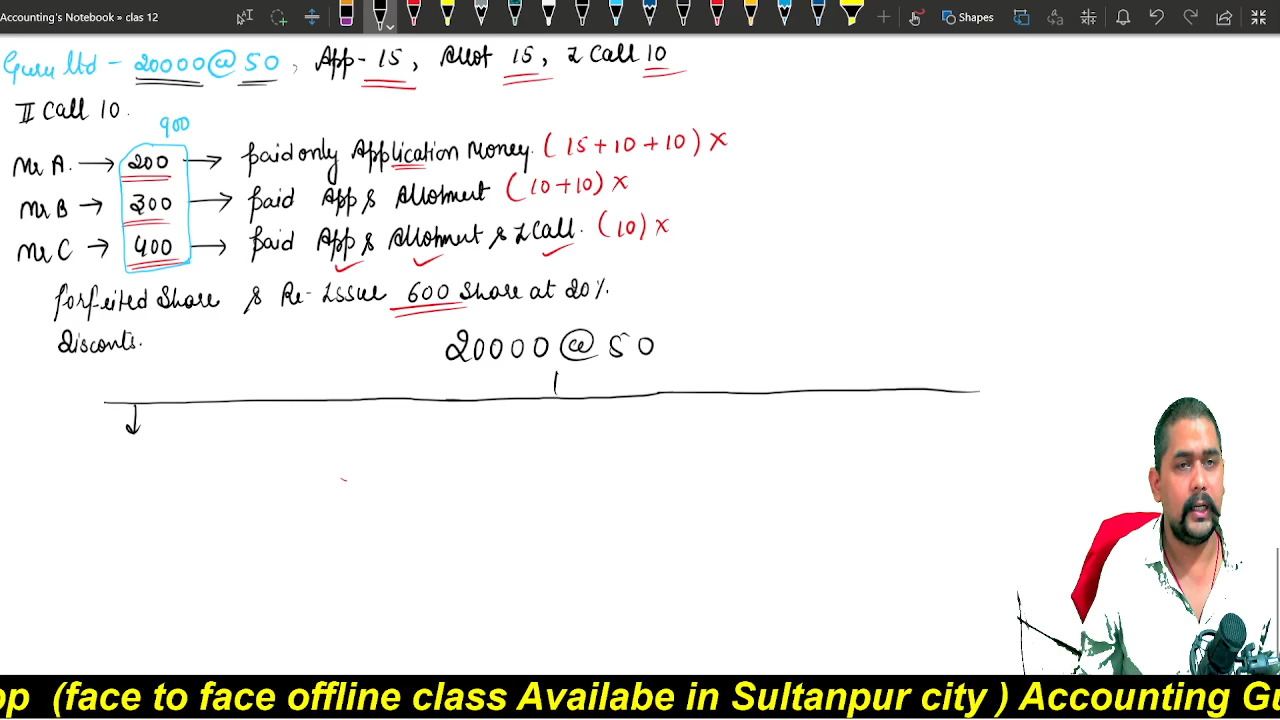 Accounting's Notebook » clas 12
Shapes
Guru ltd - 20000@50, App - 15, Allot 15, I Call 10
II Call 10.
900
Mr A. → 200 → paid only Application Money. (15+10+10) ×
Mr B → 300 → paid App & Allotment (10+10) ×
Mr C → 400 → paid App & Allotment & I Call. (10) ×
forfeited Share & Re-Issue 600 Share at 20%
Disconts.
20000 @ 50
op (face to face offline class Availabe in Sultanpur city ) Accounting Gu